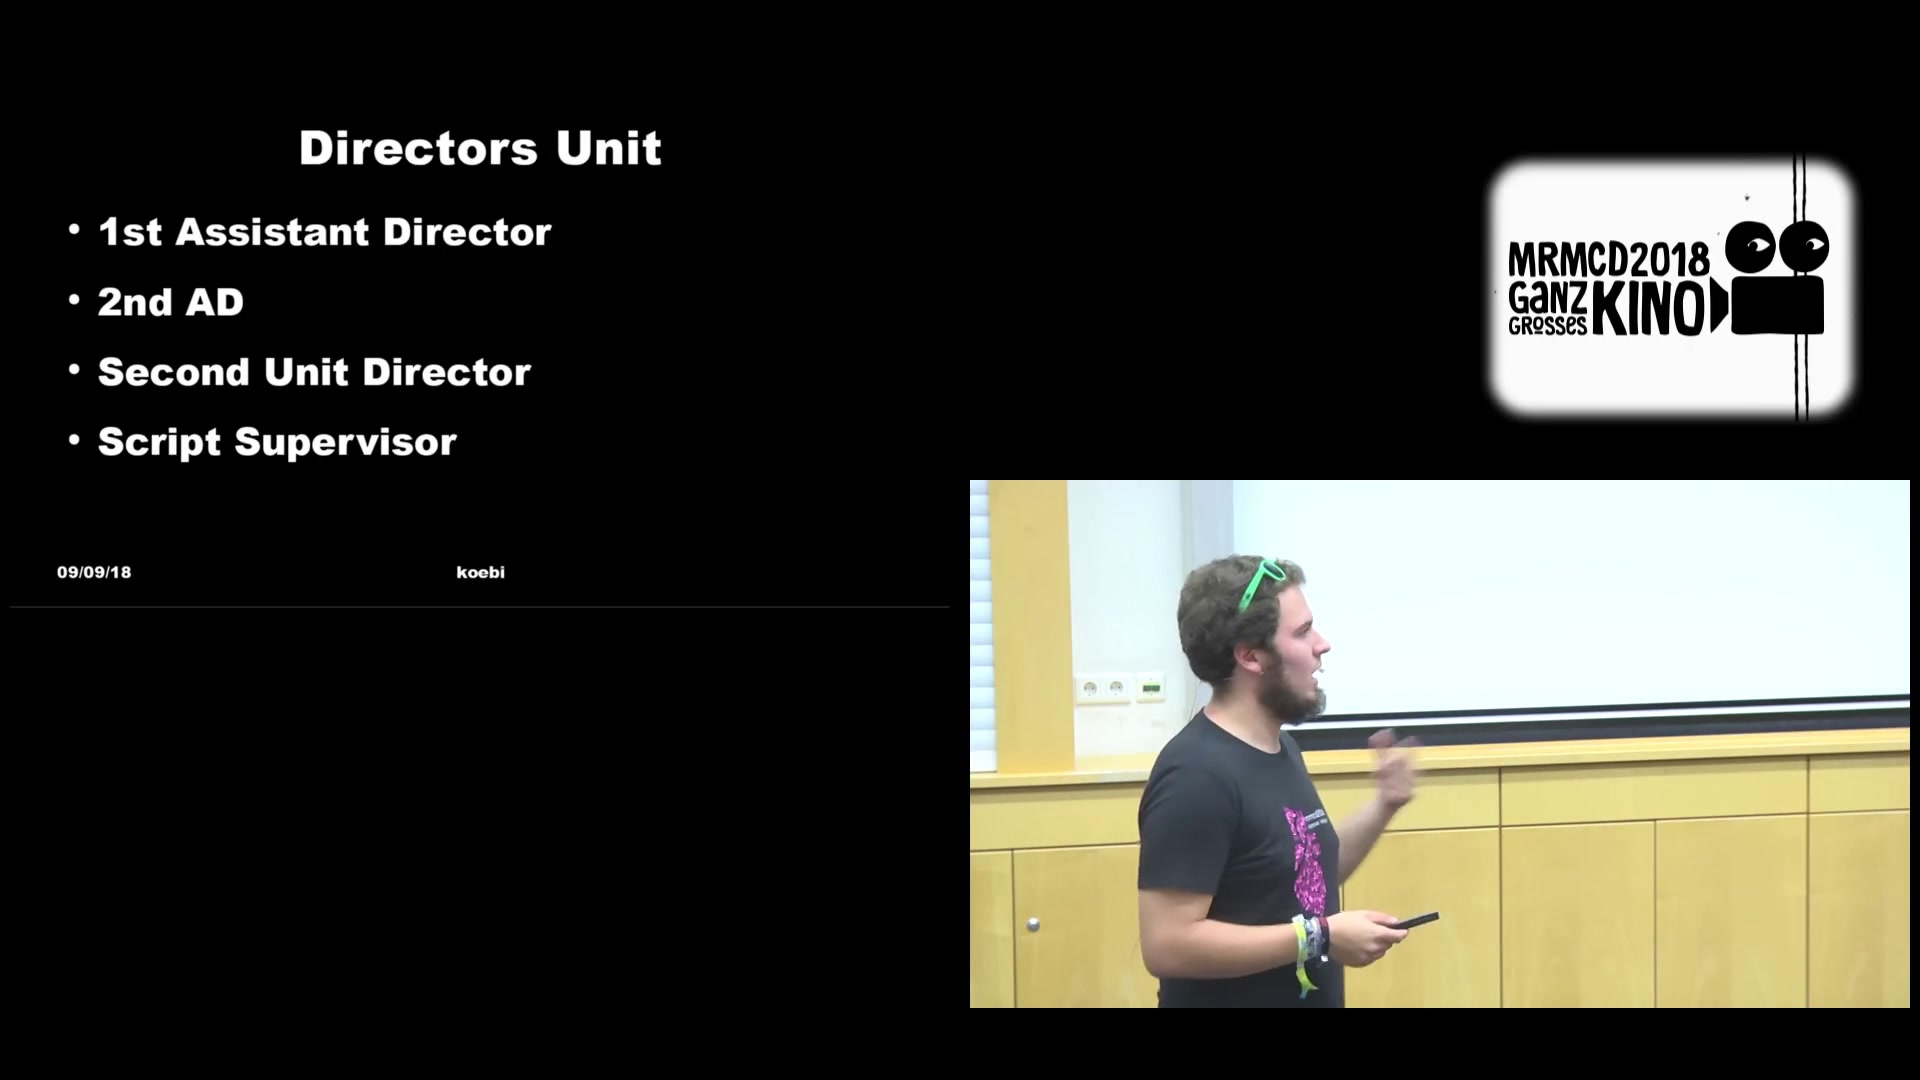 Directors Unit
• 1st Assistant Director
• 2nd AD
• Second Unit Director
• Script Supervisor
09/09/18
koebi
MRMCD2018
GANZ
GROSSES
KINO